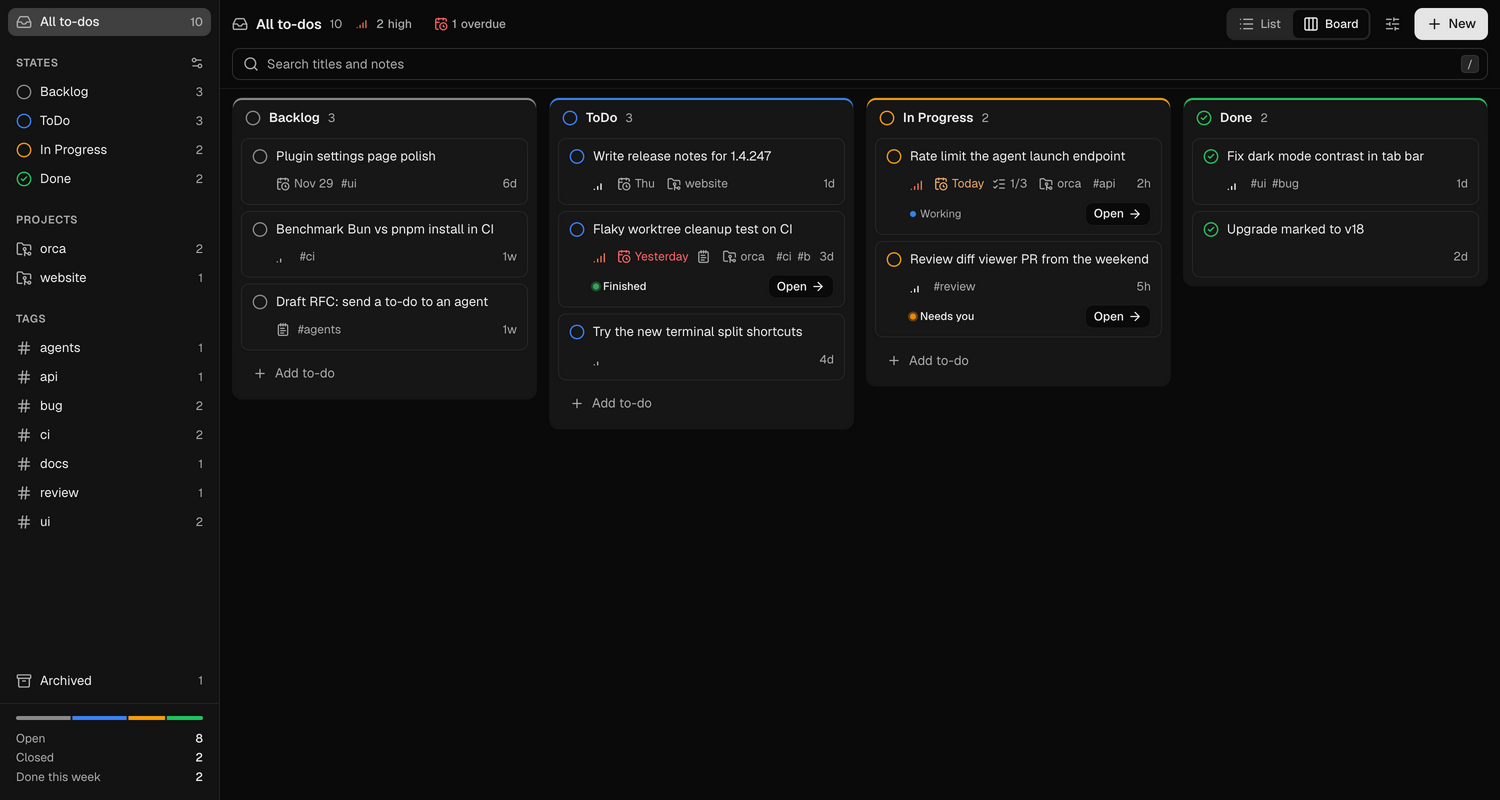 All to-dos 10
STATES
Backlog 3
ToDo 3
In Progress 2
Done 2
PROJECTS
orca 2
website 1
TAGS
agents 1
api 1
bug 2
ci 2
docs 1
review 1
ui 2
Archived 1
Open 8
Closed 2
Done this week 2
All to-dos 10 2 high 1 overdue
List Board New
Search titles and notes /
Backlog 3
Plugin settings page polish
Nov 29 #ui 6d
Benchmark Bun vs pnpm install in CI
#ci 1w
Draft RFC: send a to-do to an agent
#agents 1w
+ Add to-do
ToDo 3
Write release notes for 1.4.247
Thu website 1d
Flaky worktree cleanup test on CI
Yesterday orca #ci #b 3d
Finished Open →
Try the new terminal split shortcuts
4d
+ Add to-do
In Progress 2
Rate limit the agent launch endpoint
Today 1/3 orca #api 2h
Working Open →
Review diff viewer PR from the weekend
#review 5h
Needs you Open →
+ Add to-do
Done 2
Fix dark mode contrast in tab bar
#ui #bug 1d
Upgrade marked to v18
2d